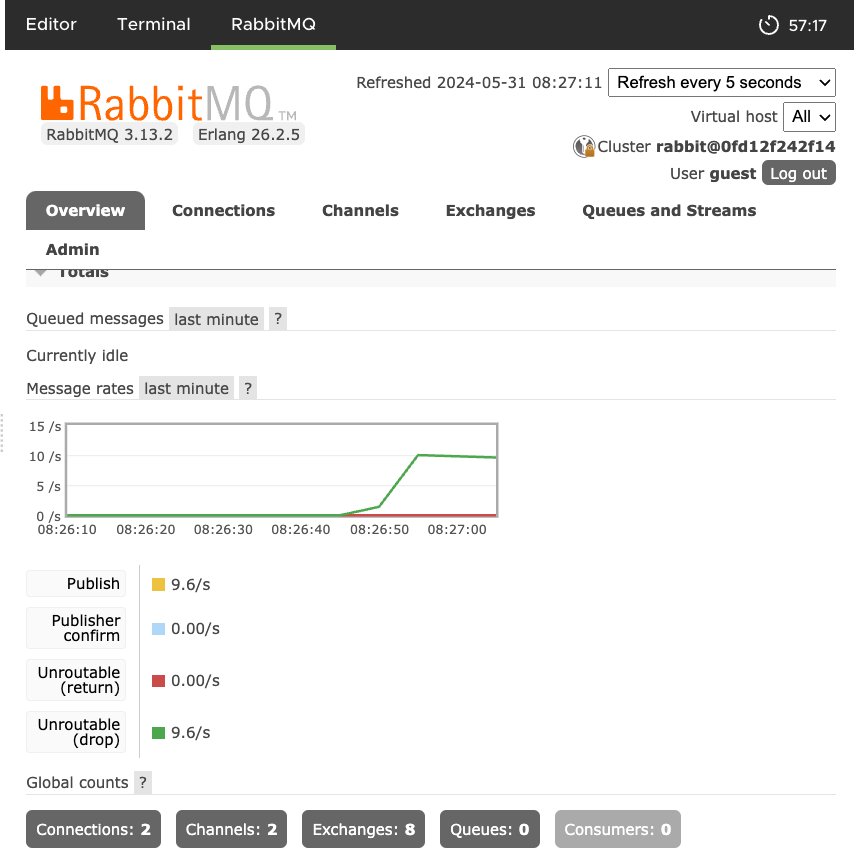 Editor Terminal RabbitMQ 57:17
Refreshed 2024-05-31 08:27:11 Refresh every 5 seconds
RabbitMQ TM
RabbitMQ 3.13.2 Erlang 26.2.5
Virtual host All
Cluster rabbit@0fd12f242f14
User guest Log out
Overview Connections Channels Exchanges Queues and Streams
Admin
Totals
Queued messages last minute ?
Currently idle
Message rates last minute ?
15 /s
10 /s
5 /s
0 /s
08:26:10 08:26:20 08:26:30 08:26:40 08:26:50 08:27:00
Publish 9.6/s
Publisher
confirm 0.00/s
Unroutable
(return) 0.00/s
Unroutable
(drop) 9.6/s
Global counts ?
Connections: 2 Channels: 2 Exchanges: 8 Queues: 0 Consumers: 0